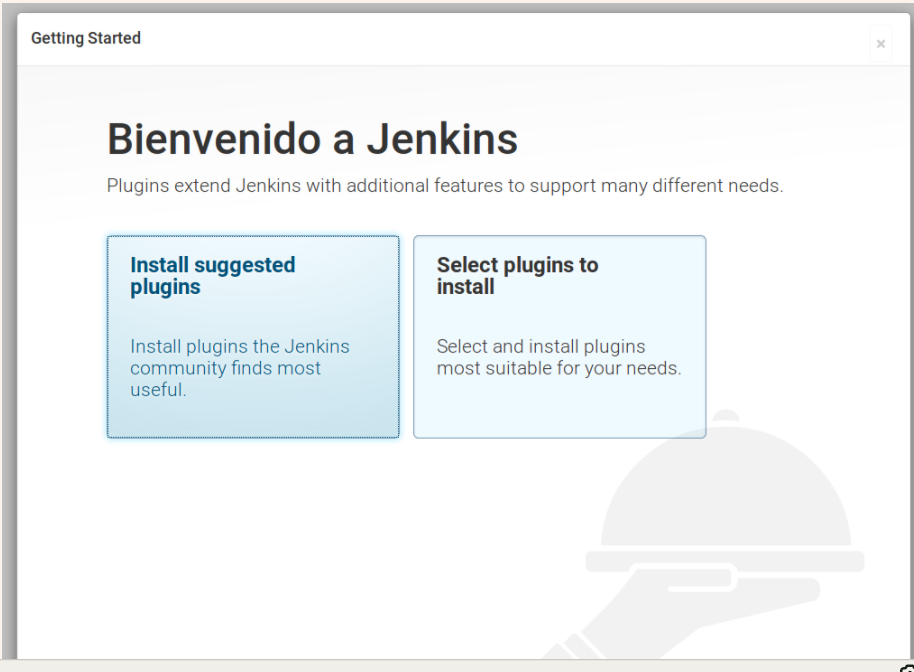 Getting Started
×
Bienvenido a Jenkins
Plugins extend Jenkins with additional features to support many different needs.
Install suggested
plugins
Install plugins the Jenkins
community finds most
useful.
Select plugins to
install
Select and install plugins
most suitable for your needs.